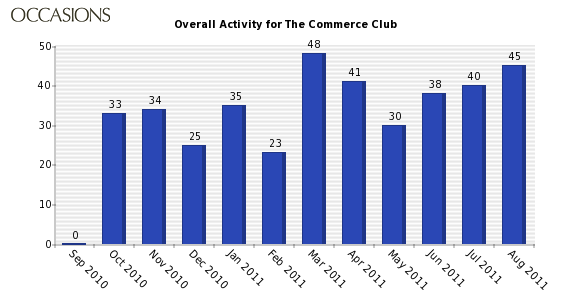 OCCASIONS
Overall Activity for The Commerce Club
50
40
30
20
10
0
0
33
34
25
35
23
48
41
30
38
40
45
Sep 2010
Oct 2010
Nov 2010
Dec 2010
Jan 2011
Feb 2011
Mar 2011
Apr 2011
May 2011
Jun 2011
Jul 2011
Aug 2011